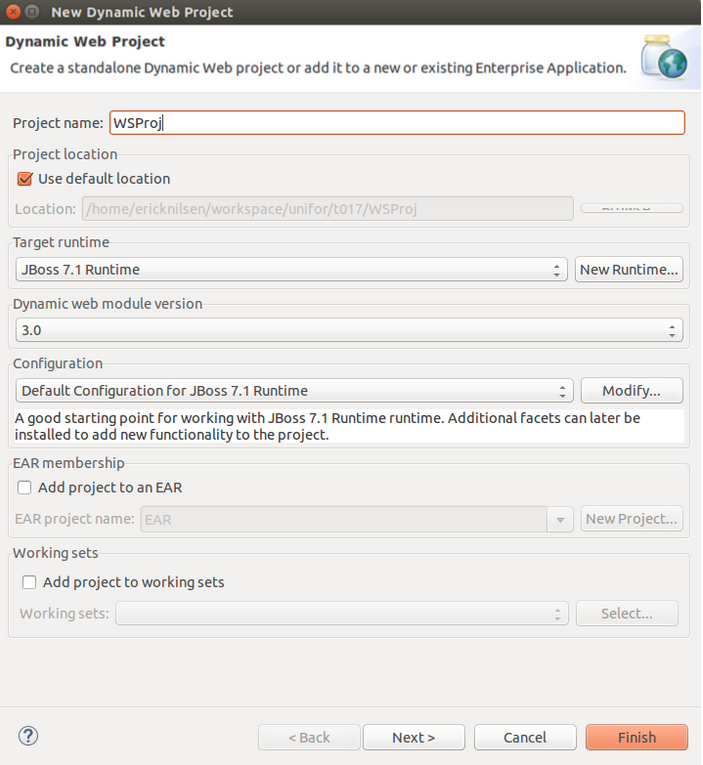 New Dynamic Web Project
Dynamic Web Project
Create a standalone Dynamic Web project or add it to a new or existing Enterprise Application.
Project name: WSProj
Project location
Use default location
Location: /home/ericknilsen/workspace/unifor/t017/WSProj
Target runtime
JBoss 7.1 Runtime New Runtime...
Dynamic web module version
3.0
Configuration
Default Configuration for JBoss 7.1 Runtime Modify...
A good starting point for working with JBoss 7.1 Runtime runtime. Additional facets can later be
installed to add new functionality to the project.
EAR membership
Add project to an EAR
EAR project name: EAR New Project...
Working sets
Add project to working sets
Working sets: Select...
? < Back Next > Cancel Finish